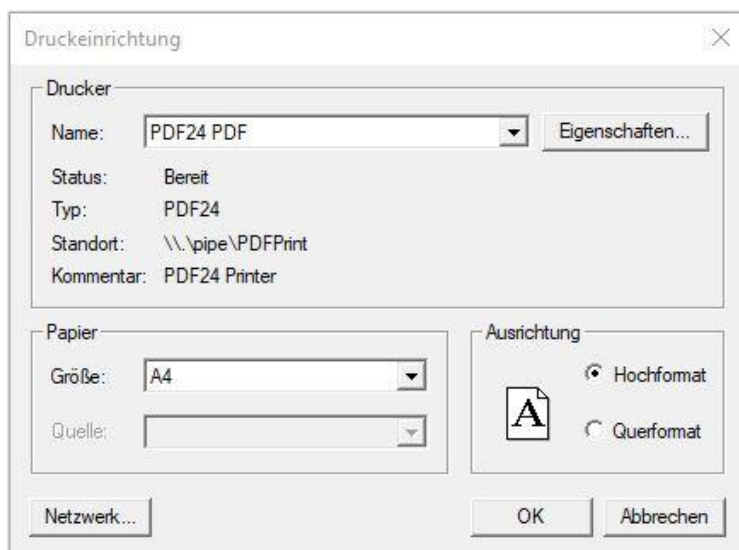 Druckeinrichtung
Drucker
Name: PDF24 PDF Eigenschaften...
Status: Bereit
Typ: PDF24
Standort: \\.\pipe\PDFPrint
Kommentar: PDF24 Printer
Papier
Größe: A4
Quelle:
Ausrichtung
A
Hochformat
Querformat
Netzwerk... OK Abbrechen